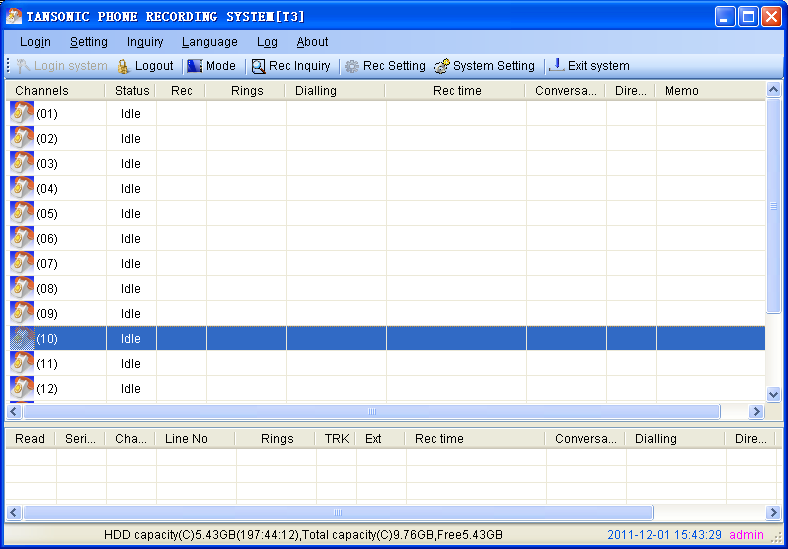 TANSONIC PHONE RECORDING SYSTEM[T3]
Login Setting Inquiry Language Log About
Login system Logout Mode Rec Inquiry Rec Setting System Setting Exit system
Channels Status Rec Rings Dialling Rec time Conversa... Dire... Memo
(01) Idle
(02) Idle
(03) Idle
(04) Idle
(05) Idle
(06) Idle
(07) Idle
(08) Idle
(09) Idle
(10) Idle
(11) Idle
(12) Idle
Read Seri... Cha... Line No Rings TRK Ext Rec time Conversa... Dialling Dire...
HDD capacity(C)5.43GB(197:44:12),Total capacity(C)9.76GB,Free5.43GB 2011-12-01 15:43:29 admin